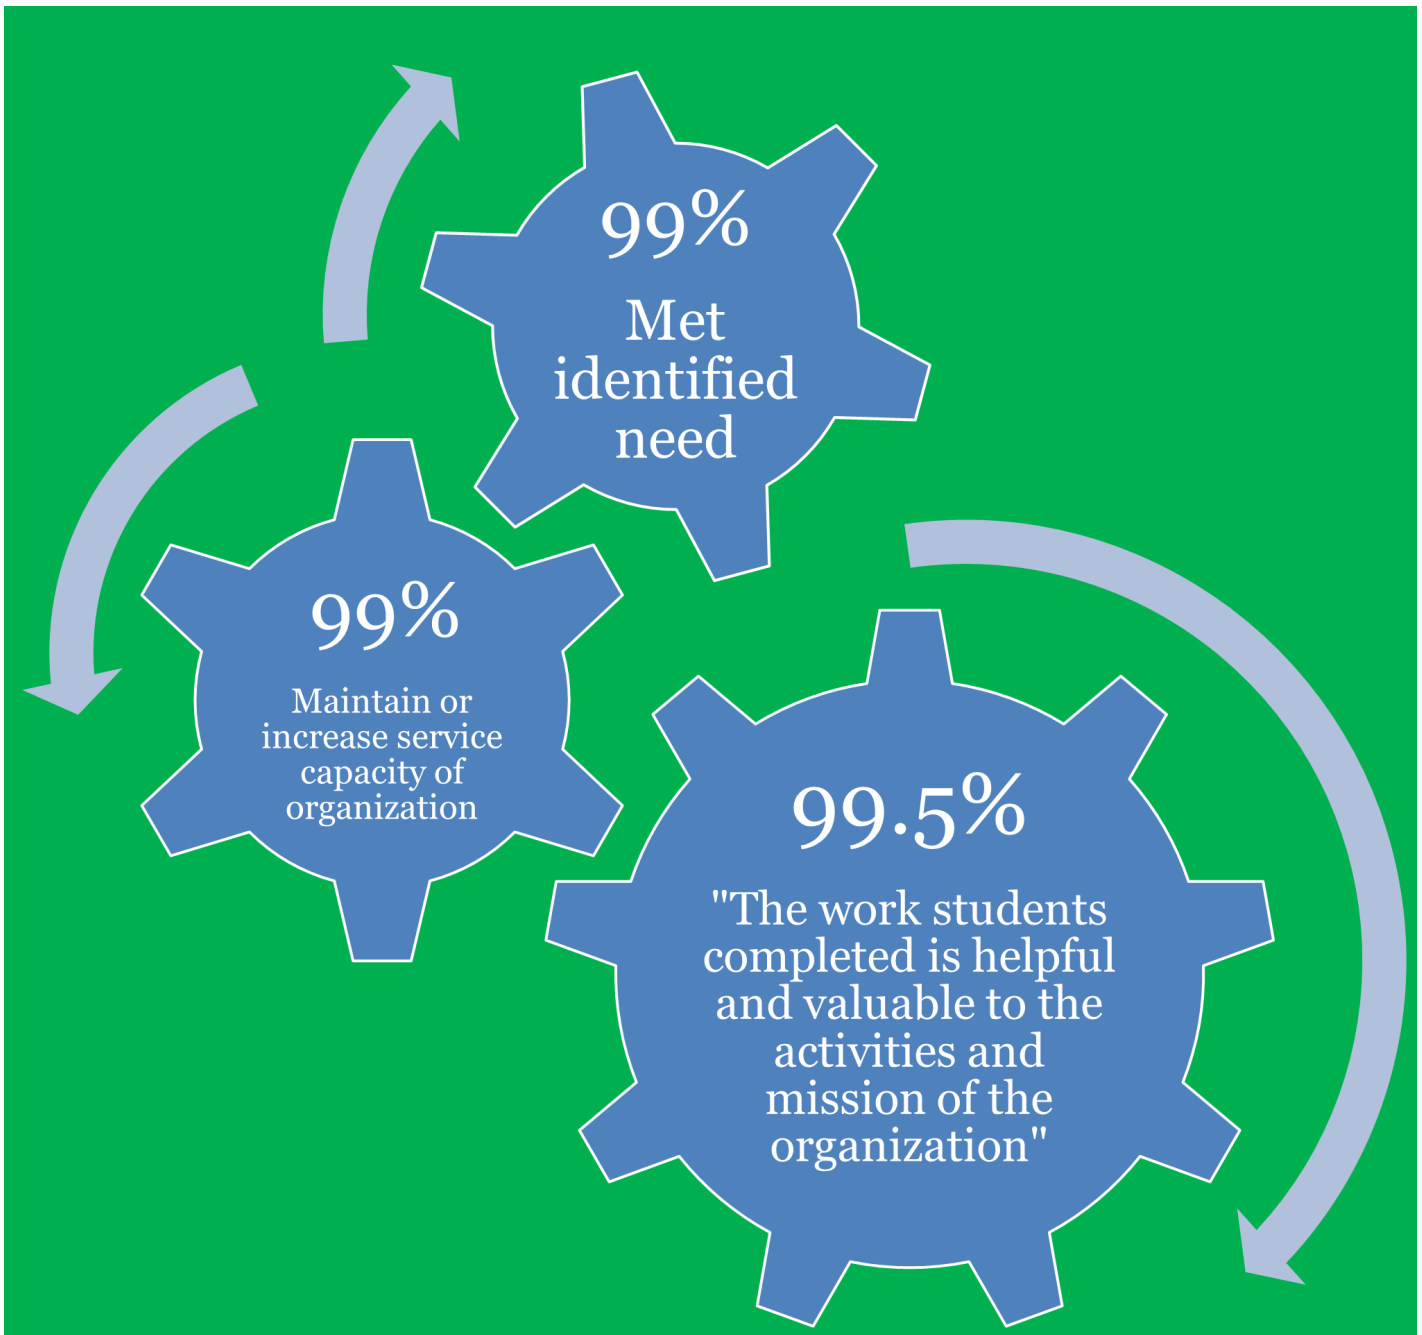 99%
Met
identified
need
99%
Maintain or
increase service
capacity of
organization
99.5%
"The work students
completed is helpful
and valuable to the
activities and
mission of the
organization"